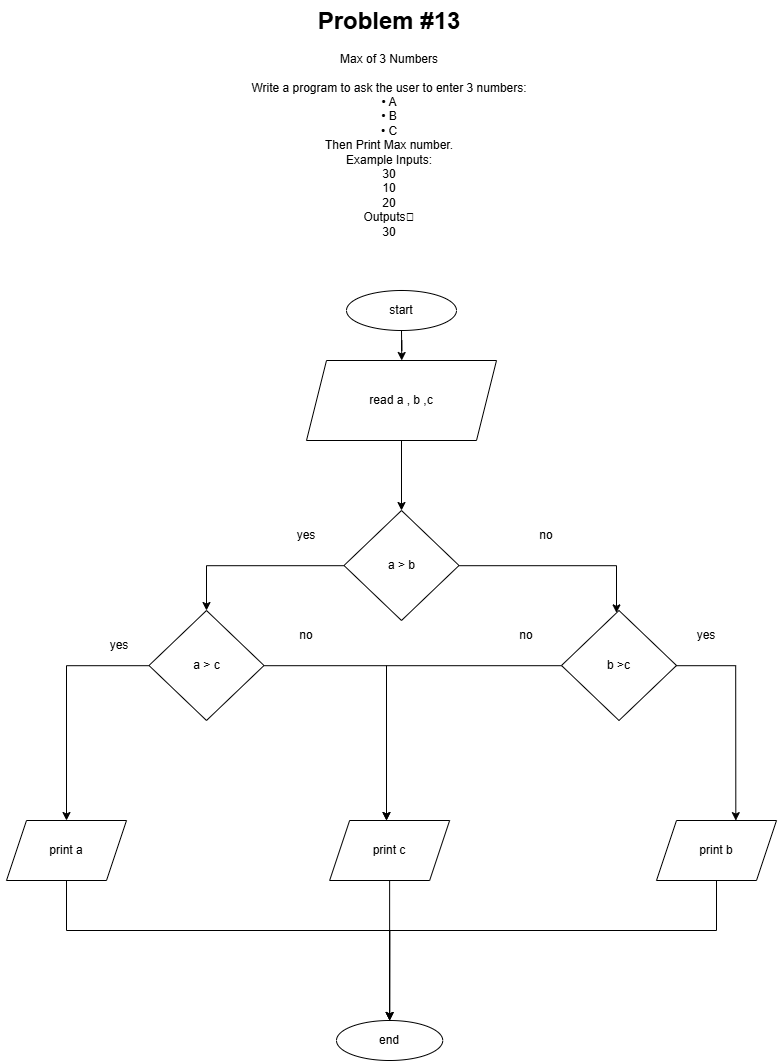 Problem #13
Max of 3 Numbers
Write a program to ask the user to enter 3 numbers:
• A
• B
• C
Then Print Max number.
Example Inputs:
30
10
20
Outputs
30
start
read a , b ,c
a > b
yes
no
a > c
b >c
yes
no
no
yes
print a
print c
print b
end